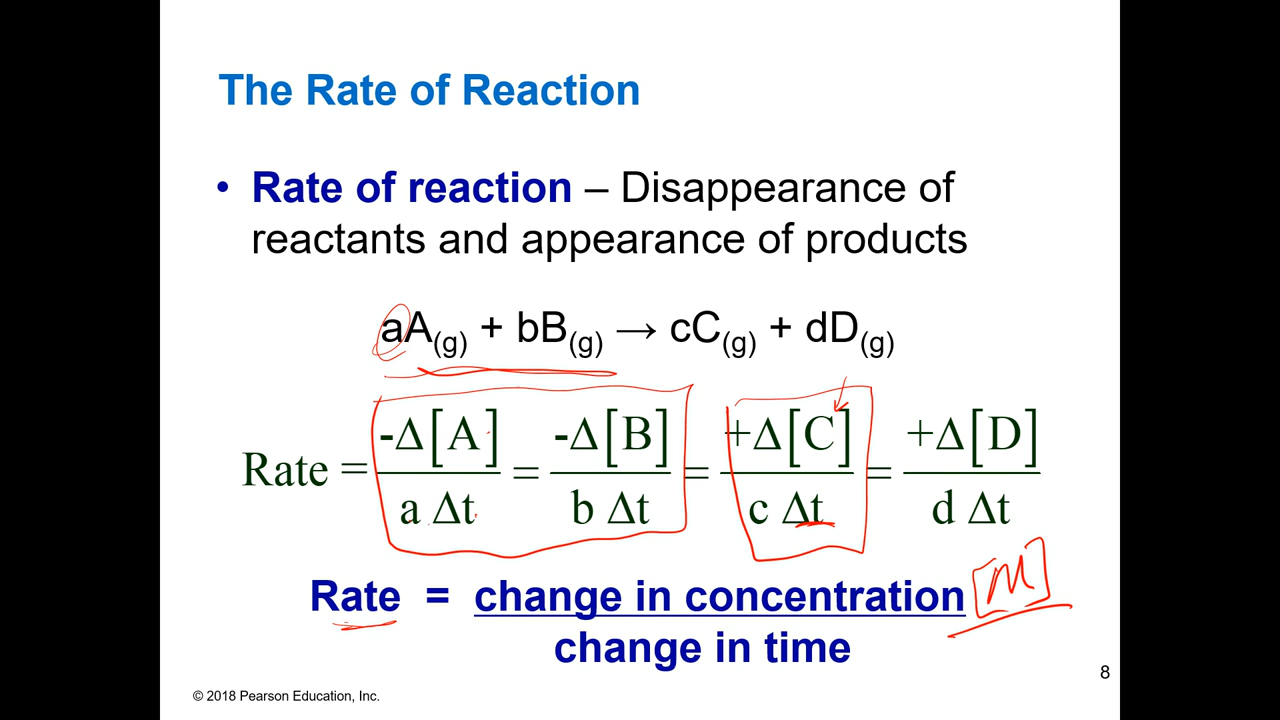 The Rate of Reaction
• Rate of reaction – Disappearance of
reactants and appearance of products
aA(g) + bB(g) → cC(g) + dD(g)
Rate = -Δ[A] / a Δt = -Δ[B] / b Δt = +Δ[C] / c Δt = +Δ[D] / d Δt
Rate = change in concentration [M]
change in time
8
© 2018 Pearson Education, Inc.